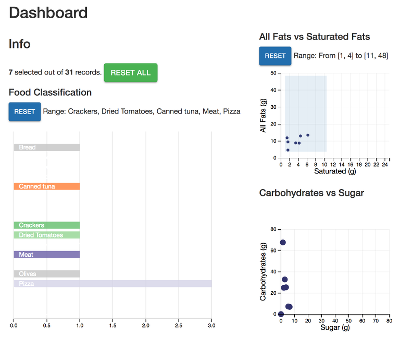 Dashboard
Info
7 selected out of 31 records. RESET ALL
Food Classification
RESET Range: Crackers, Dried Tomatoes, Canned tuna, Meat, Pizza
Bread
Canned tuna
Crackers
Dried Tomatoes
Meat
Olives
Pizza
0.0 0.5 1.0 1.5 2.0 2.5 3.0
All Fats vs Saturated Fats
RESET Range: From [1, 4] to [11, 48]
All Fats (g)
50
40
30
20
10
0
0 2 4 6 8 10 12 14 16 18 20 22 24
Saturated (g)
Carbohydrates vs Sugar
Carbohydrates (g)
80
60
40
20
0
0 10 20 30 40 50 60 70 80
Sugar (g)